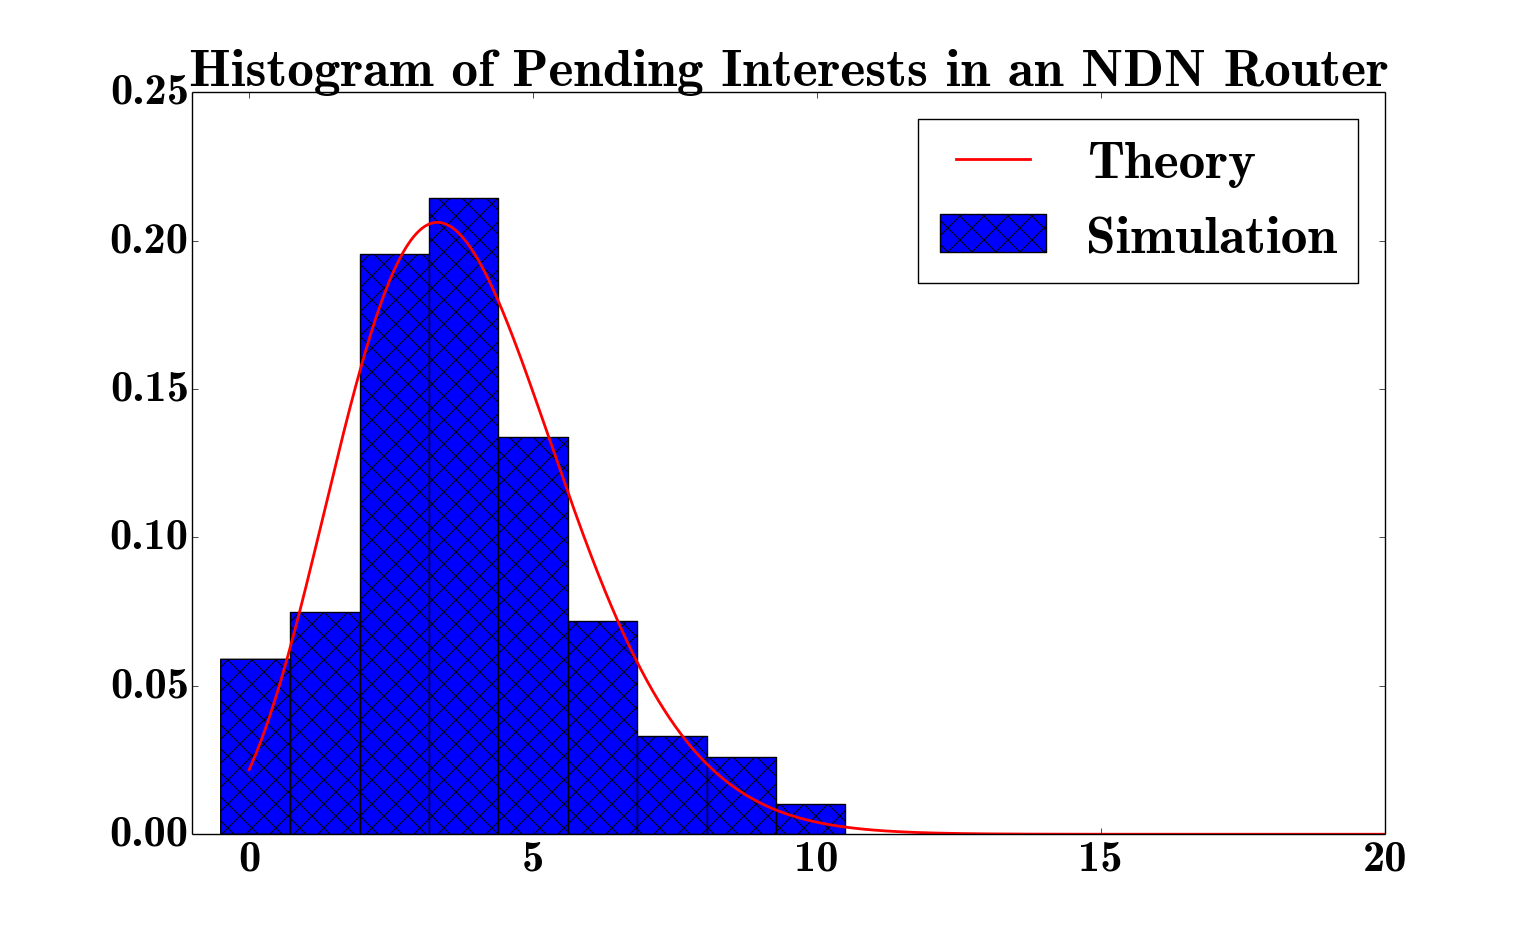 Histogram of Pending Interests in an NDN Router
0.25
0.20
0.15
0.10
0.05
0.00
0 5 10 15 20
Theory
Simulation